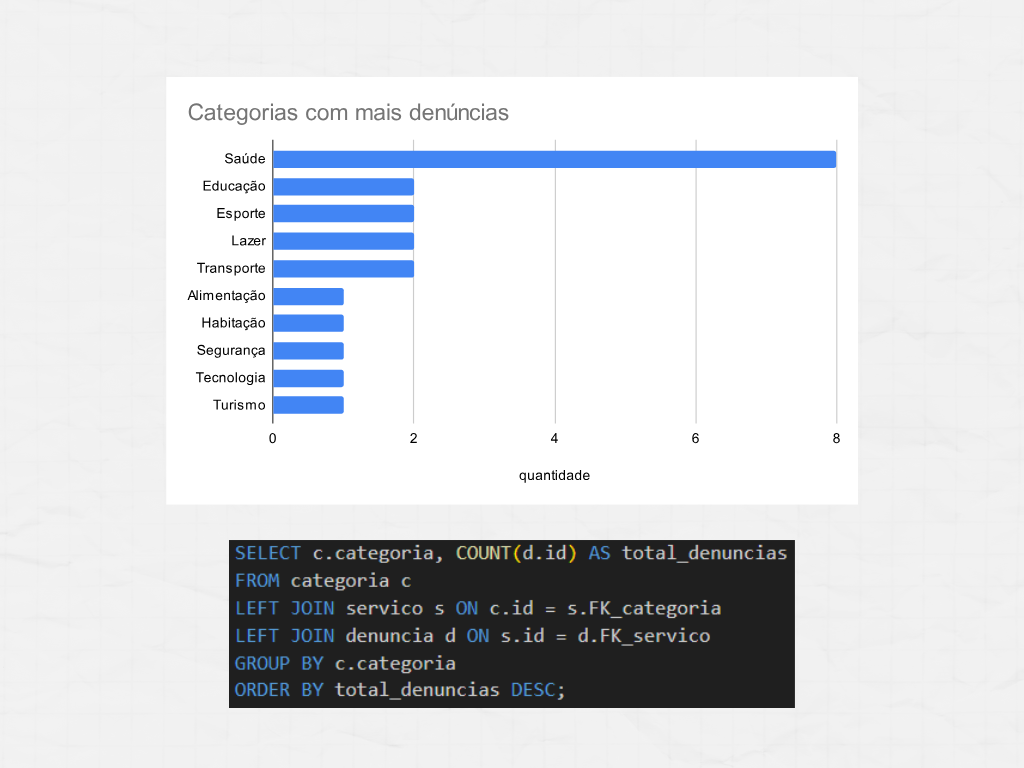 Categorias com mais denúncias
Saúde
Educação
Esporte
Lazer
Transporte
Alimentação
Habitação
Segurança
Tecnologia
Turismo
0 2 4 6 8
quantidade
SELECT c.categoria, COUNT(d.id) AS total_denuncias
FROM categoria c
LEFT JOIN servico s ON c.id = s.FK_categoria
LEFT JOIN denuncia d ON s.id = d.FK_servico
GROUP BY c.categoria
ORDER BY total_denuncias DESC;